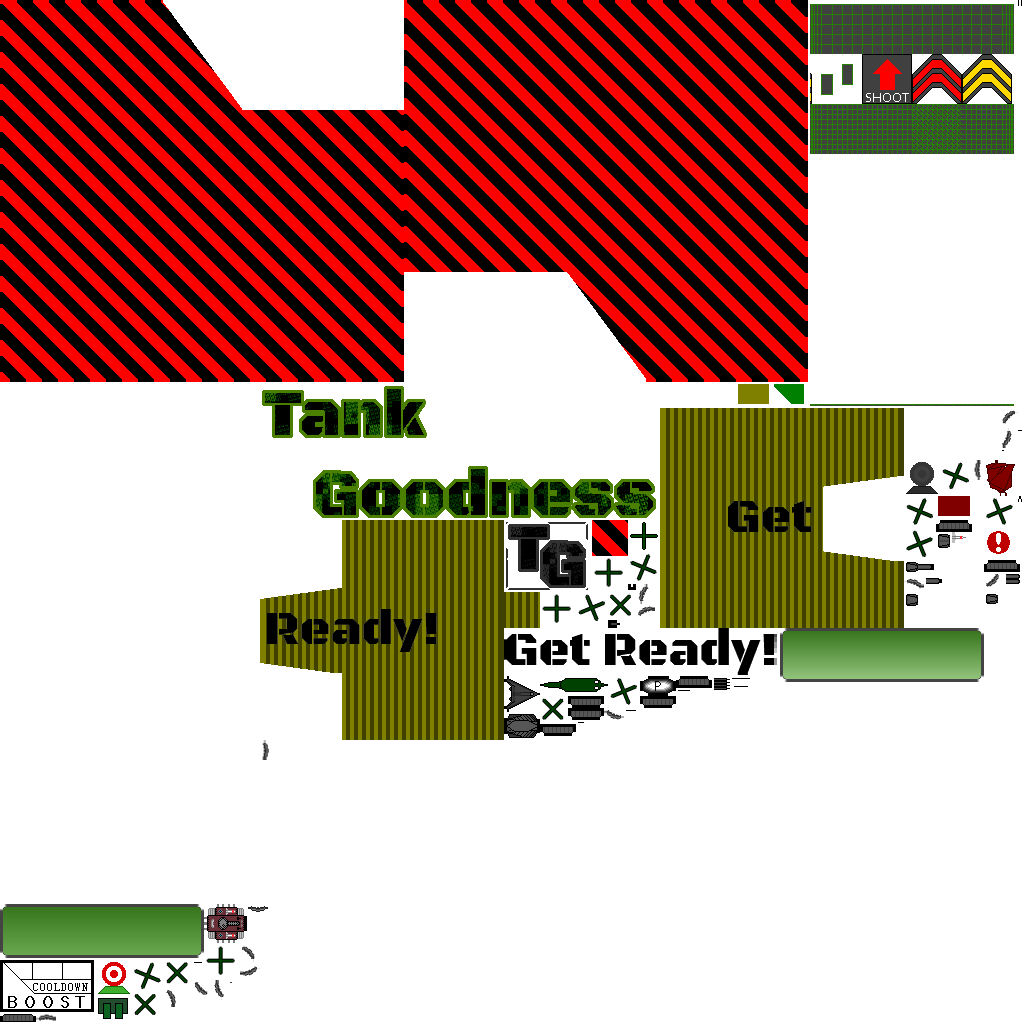 SHOOT
Tank
Goodness
Get
TG
Ready!
Get Ready!
P
COOLDOWN
BOOST